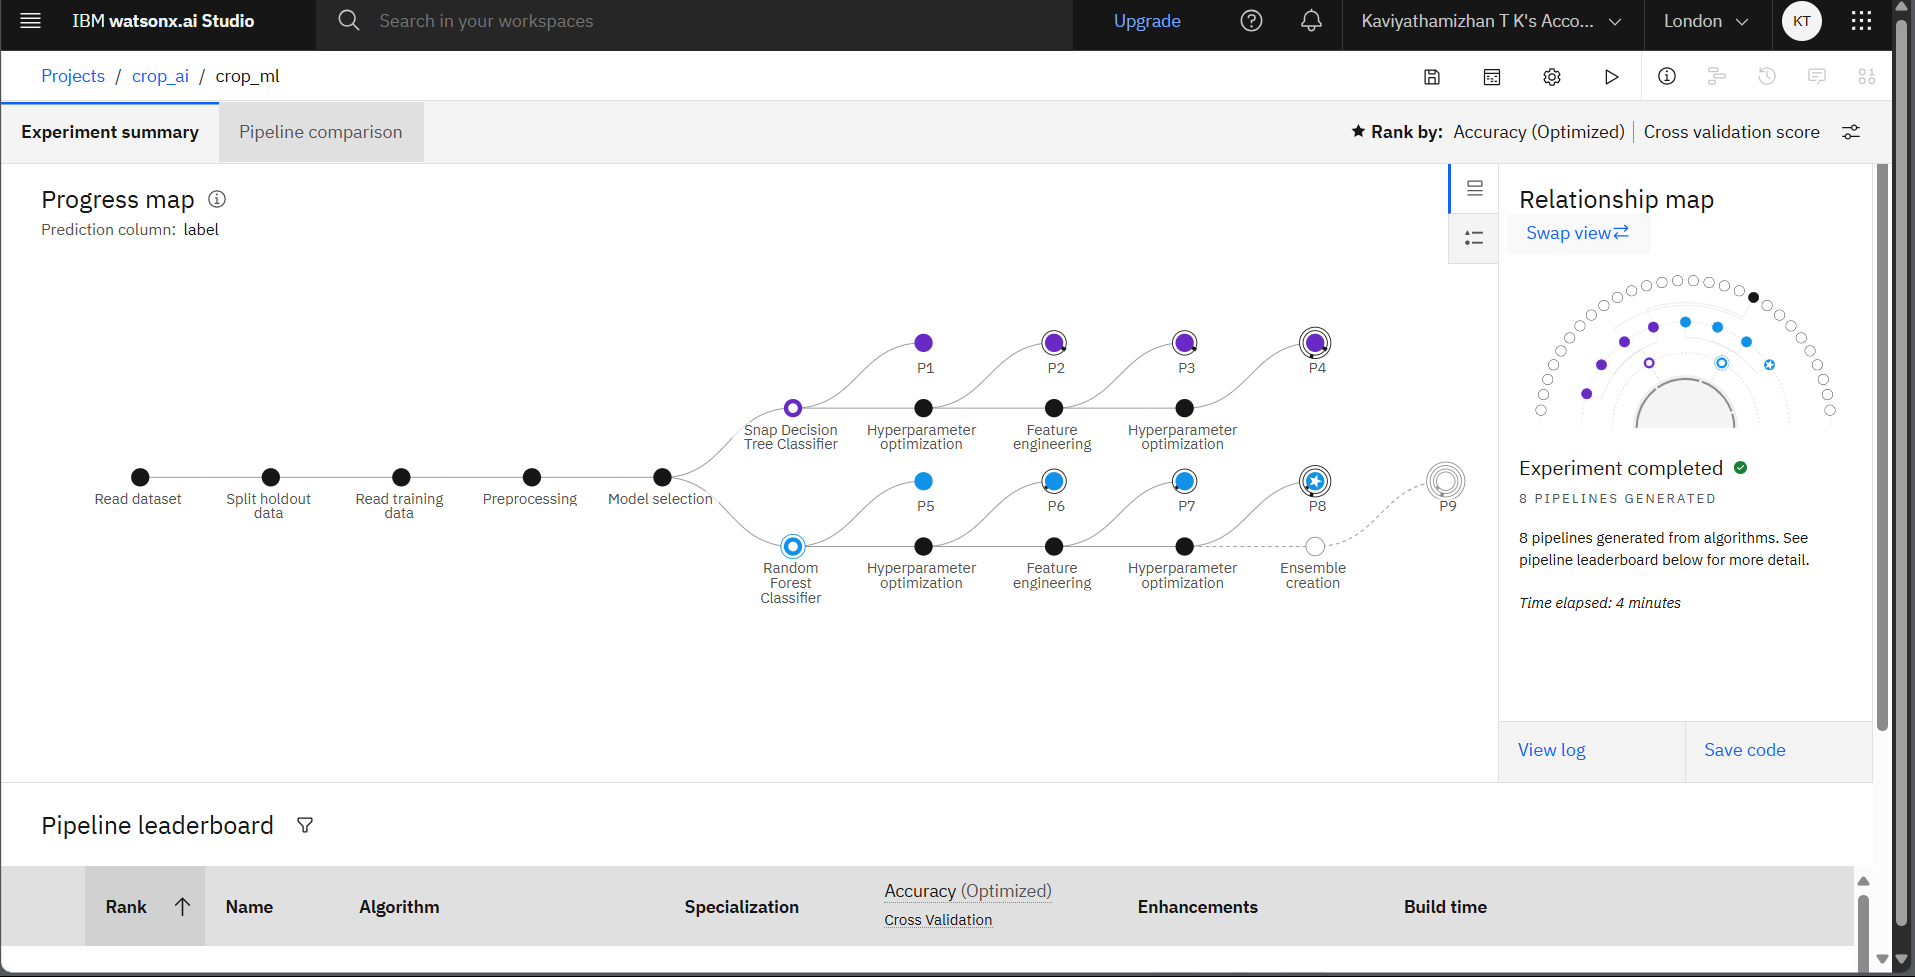 IBM watsonx.ai Studio
Search in your workspaces
Upgrade
Kaviyathamizhan T K's Acco...
London
KT
Projects / crop_ai / crop_ml
Experiment summary
Pipeline comparison
Rank by: Accuracy (Optimized) | Cross validation score
Progress map
Prediction column: label
P1
P2
P3
P4
Snap Decision
Tree Classifier
Hyperparameter
optimization
Feature
engineering
Hyperparameter
optimization
Read dataset
Split holdout
data
Read training
data
Preprocessing
Model selection
P5
P6
P7
P8
P9
Random
Forest
Classifier
Hyperparameter
optimization
Feature
engineering
Hyperparameter
optimization
Ensemble
creation
Relationship map
Swap view
Experiment completed
8 PIPELINES GENERATED
8 pipelines generated from algorithms. See
pipeline leaderboard below for more detail.
Time elapsed: 4 minutes
View log
Save code
Pipeline leaderboard
Rank
Name
Algorithm
Specialization
Accuracy (Optimized)
Cross Validation
Enhancements
Build time